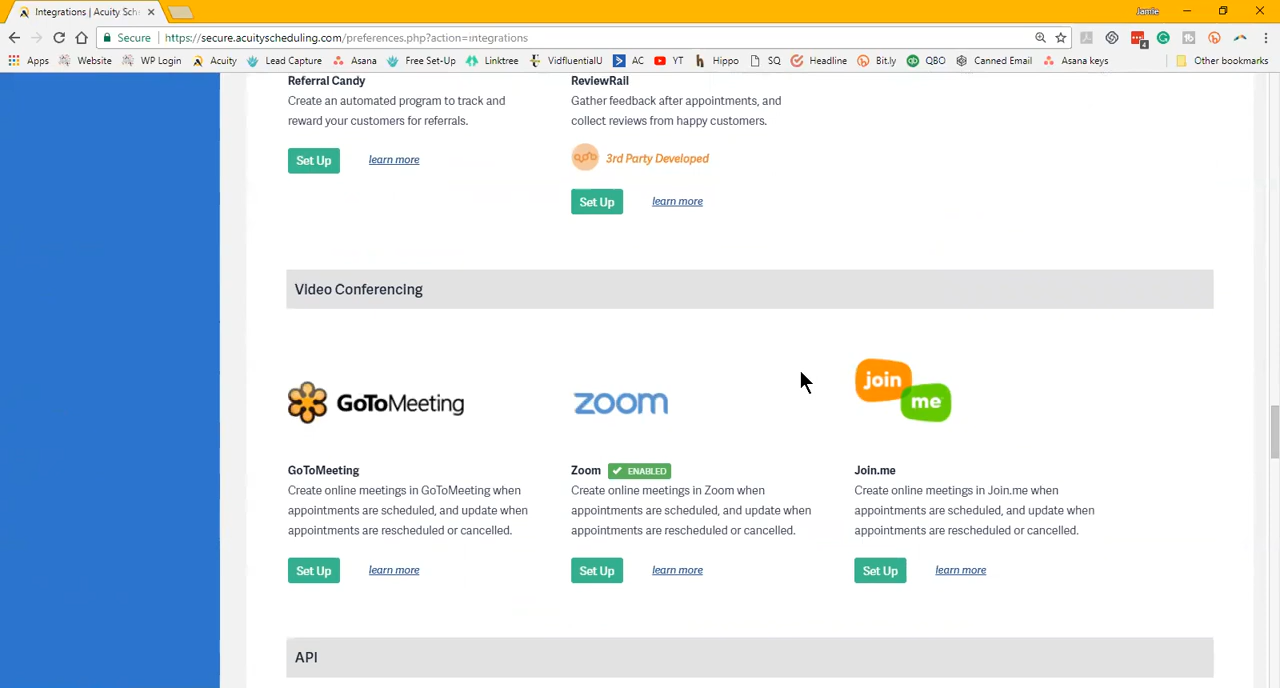 Integrations | Acuity Sch
Jamie
Secure
https://secure.acuityscheduling.com/preferences.php?action=integrations
4
Apps
Website
WP Login
Acuity
Lead Capture
Asana
Free Set-Up
Linktree
VidfluentialU
AC
YT
Hippo
SQ
Headline
Bit.ly
QBO
Canned Email
Asana keys
Other bookmarks
Referral Candy
Create an automated program to track and
reward your customers for referrals.
Set Up
learn more
ReviewRail
Gather feedback after appointments, and
collect reviews from happy customers.
3rd Party Developed
Set Up
learn more
Video Conferencing
GoToMeeting
zoom
join
me
GoToMeeting
Create online meetings in GoToMeeting when
appointments are scheduled, and update when
appointments are rescheduled or cancelled.
Set Up
learn more
Zoom ENABLED
Create online meetings in Zoom when
appointments are scheduled, and update when
appointments are rescheduled or cancelled.
Set Up
learn more
Join.me
Create online meetings in Join.me when
appointments are scheduled, and update when
appointments are rescheduled or cancelled.
Set Up
learn more
API